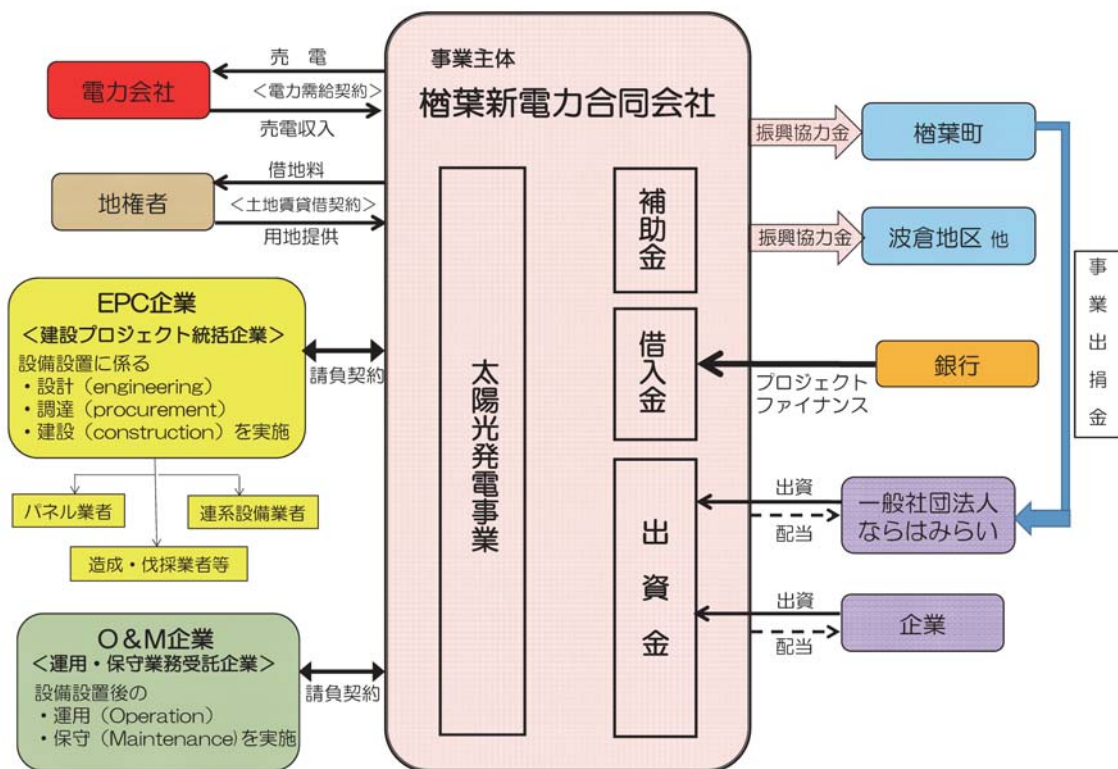 事業主体
楢葉新電力合同会社
太陽光発電事業
補助金
借入金
出資金
売 電
<電力需給契約>
売電収入
電力会社
借地料
<土地賃貸借契約>
用地提供
地権者
EPC企業
<建設プロジェクト統括企業>
設備設置に係る
・設計（engineering）
・調達（procurement）
・建設（construction）を実施
請負契約
パネル業者
連系設備業者
造成・伐採業者等
O&M企業
<運用・保守業務受託企業>
設備設置後の
・運用（Operation）
・保守（Maintenance)を実施
請負契約
振興協力金
楢葉町
振興協力金
波倉地区 他
事業出捐金
銀行
プロジェクト
ファイナンス
出資
配当
一般社団法人
ならはみらい
出資
配当
企業